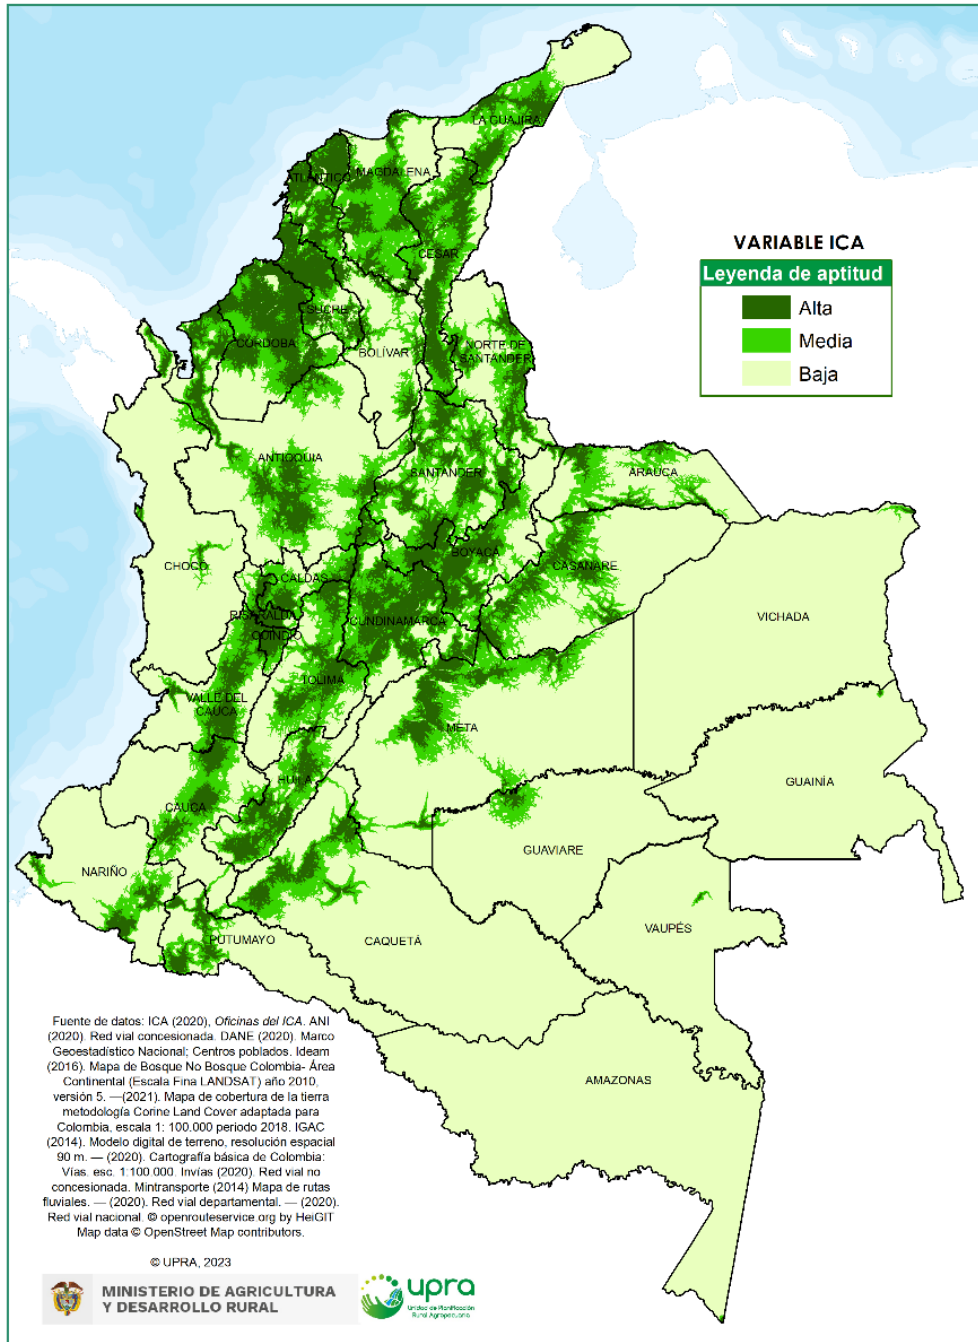 LA GUAJIRA
ATLÁNTICO
MAGDALENA
CESAR
SUCRE
CÓRDOBA
BOLÍVAR
NORTE DE
SANTANDER
VARIABLE ICA
Leyenda de aptitud
Alta
Media
Baja
ANTIOQUIA
SANTANDER
ARAUCA
CHOCÓ
CALDAS
BOYACÁ
CASANARE
RISARALDA
QUINDÍO
CUNDINAMARCA
VICHADA
VALLE DEL
CAUCA
TOLIMA
META
HUILA
GUAINÍA
CAUCA
GUAVIARE
NARIÑO
VAUPÉS
PUTUMAYO
CAQUETÁ
AMAZONAS
Fuente de datos: ICA (2020), Oficinas del ICA. ANI
(2020). Red vial concesionada. DANE (2020). Marco
Geoestadístico Nacional; Centros poblados. Ideam
(2016). Mapa de Bosque No Bosque Colombia- Área
Continental (Escala Fina LANDSAT) año 2010,
versión 5. —(2021). Mapa de cobertura de la tierra
metodología Corine Land Cover adaptada para
Colombia, escala 1: 100.000 periodo 2018. IGAC
(2014). Modelo digital de terreno, resolución espacial
90 m. — (2020). Cartografía básica de Colombia:
Vías. esc. 1:100.000. Invías (2020). Red vial no
concesionada. Mintransporte (2014) Mapa de rutas
fluviales. — (2020). Red vial departamental. — (2020).
Red vial nacional. © openrouteservice.org by HeiGIT
Map data © OpenStreet Map contributors.
© UPRA, 2023
MINISTERIO DE AGRICULTURA
Y DESARROLLO RURAL
upra
Unidad de Planificación
Rural Agropecuaria